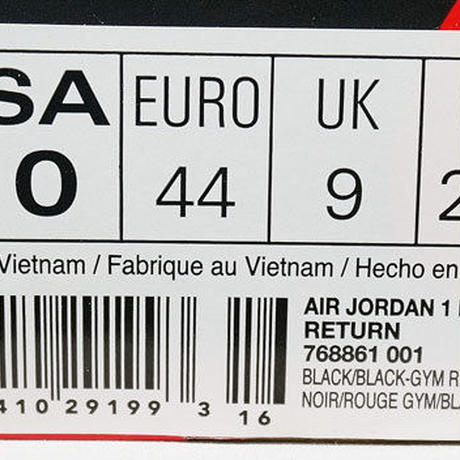 SA EURO UK
0 44 9 2
Vietnam / Fabrique au Vietnam / Hecho en
AIR JORDAN 1
RETURN
768861 001
BLACK/BLACK-GYM R
NOIR/ROUGE GYM/BL
410 29199 3 16